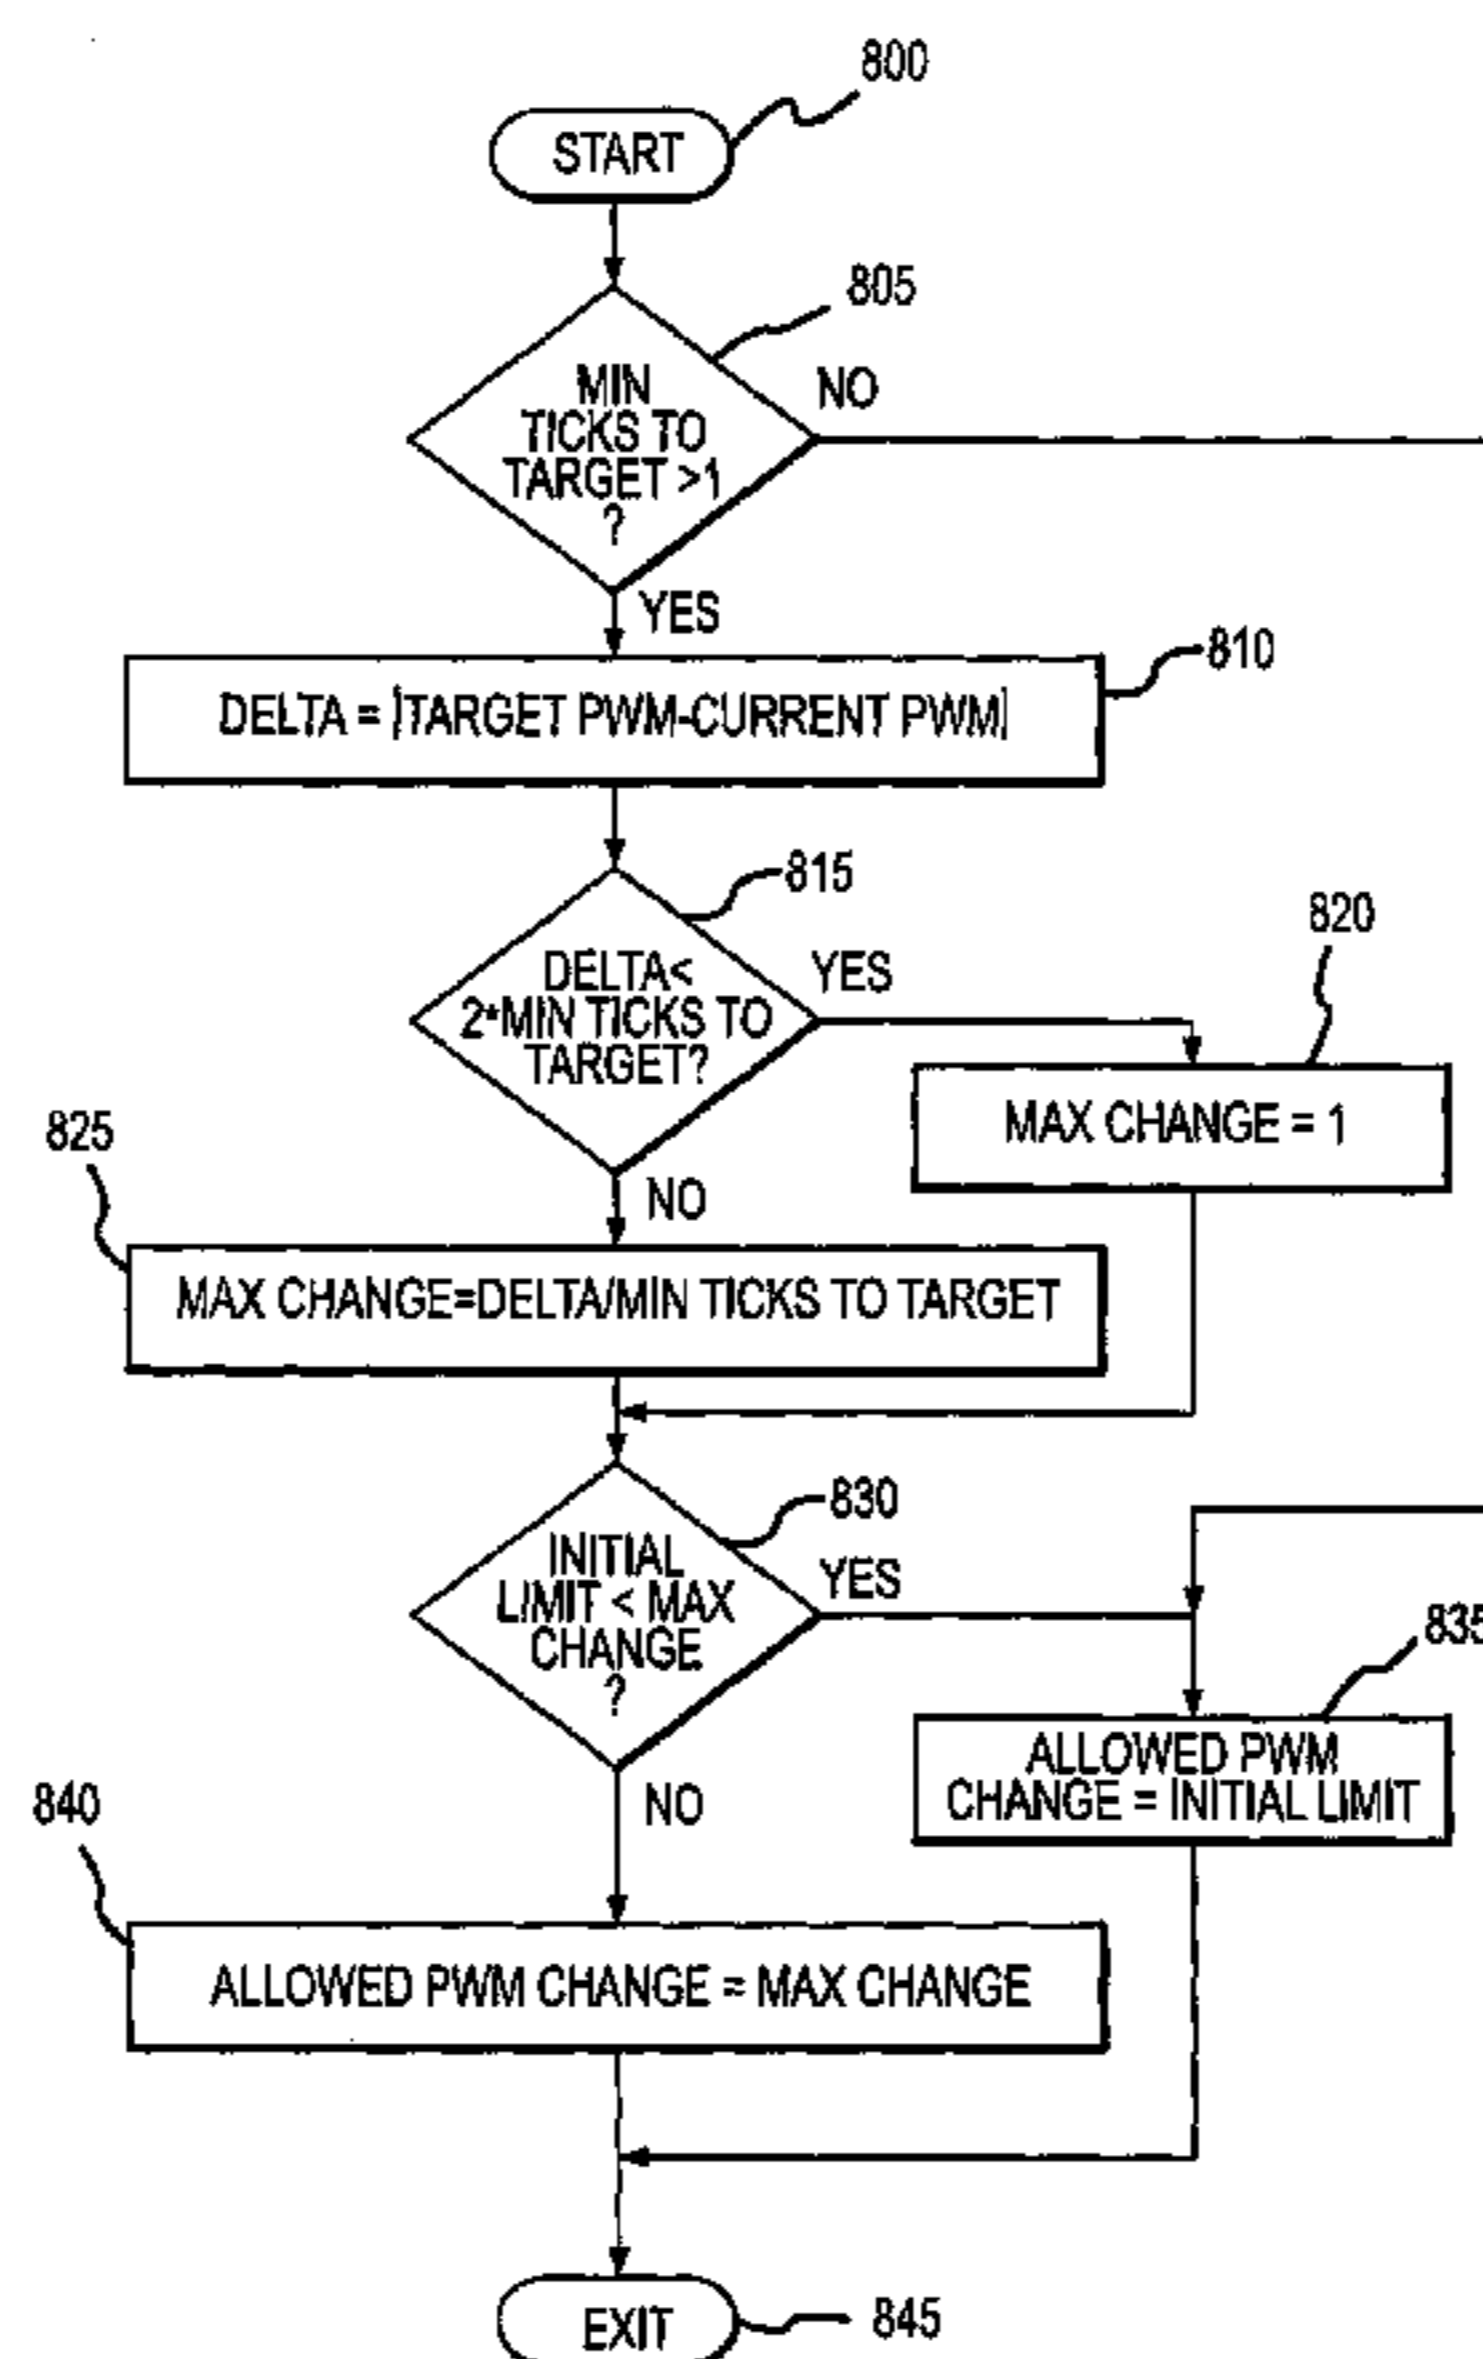 800
START
805
MIN
TICKS TO
TARGET >1
?
NO
YES
810
DELTA = |TARGET PWM-CURRENT PWM|
815
DELTA<
2*MIN TICKS TO
TARGET?
YES
820
MAX CHANGE = 1
NO
825
MAX CHANGE=DELTA/MIN TICKS TO TARGET
830
INITIAL
LIMIT < MAX
CHANGE
?
YES
835
ALLOWED PWM
CHANGE = INITIAL LIMIT
NO
840
ALLOWED PWM CHANGE = MAX CHANGE
EXIT
845